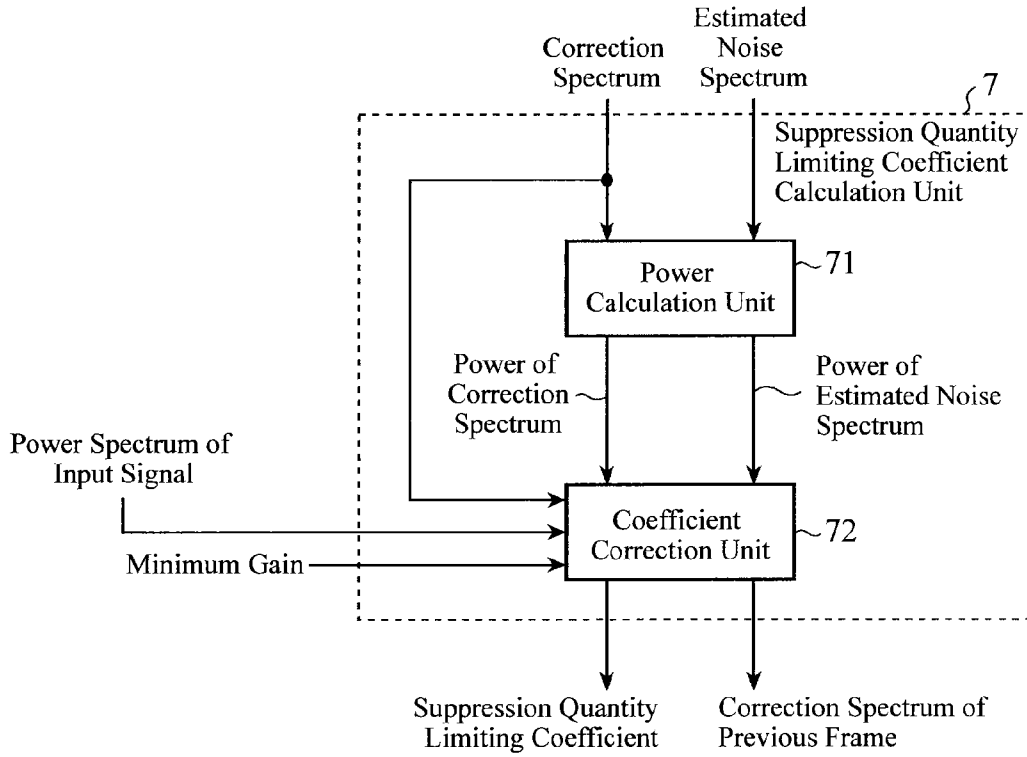 Correction
Spectrum
Estimated
Noise
Spectrum
7
Suppression Quantity
Limiting Coefficient
Calculation Unit
Power
Calculation Unit
71
Power of
Correction
Spectrum
Power of
Estimated Noise
Spectrum
Power Spectrum of
Input Signal
Coefficient
Correction Unit
72
Minimum Gain
Suppression Quantity
Limiting Coefficient
Correction Spectrum of
Previous Frame